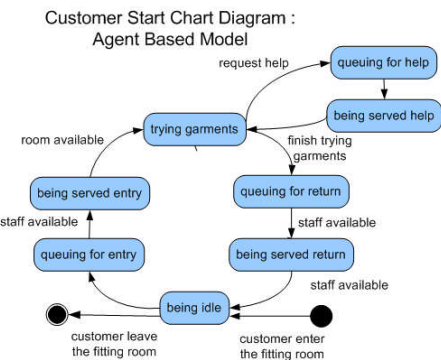 Customer Start Chart Diagram :
Agent Based Model
request help
queuing for help
being served help
trying garments
room available
finish trying
garments
being served entry
queuing for return
staff available
staff available
queuing for entry
being served return
staff available
being idle
customer leave
the fitting room
customer enter
the fitting room